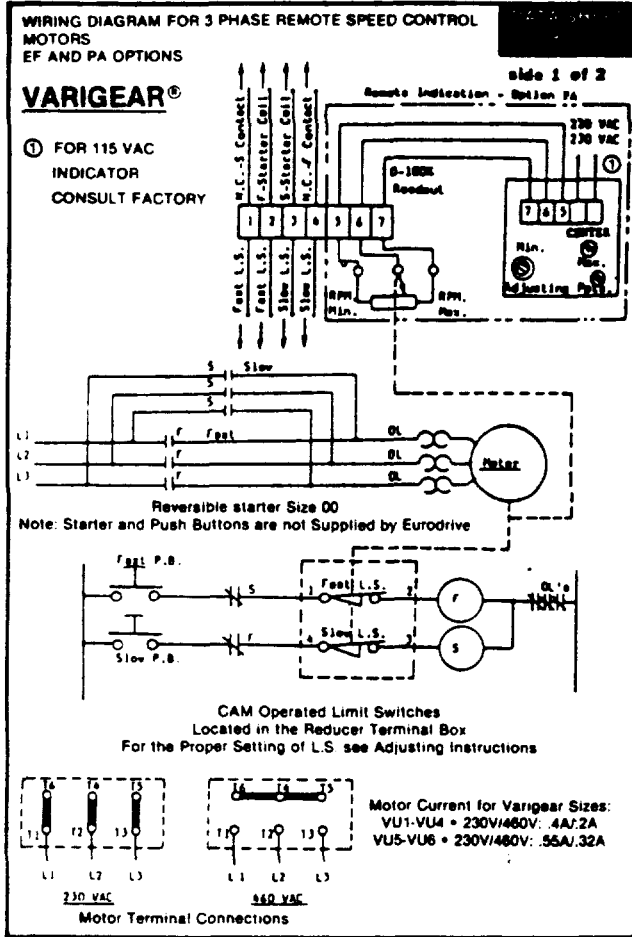 WIRING DIAGRAM FOR 3 PHASE REMOTE SPEED CONTROL
MOTORS
EF AND PA OPTIONS
side 1 of 2
VARIGEAR®
① FOR 115 VAC
INDICATOR
CONSULT FACTORY
N.C.-S Contact
F-Starter Coil
S-Starter Coil
N.C.-F Contact
Remote Indication - Option PA
230 VAC
230 VAC
①
0-100%
Readout
1 2 3 4 5 6 7
7 6 5
CENTER
Min.
Max.
Adjusting Pots.
Fast L.S.
Fast L.S.
Slow L.S.
Slow L.S.
RPM.
Min.
RPM.
Max.
S Slow
S
S
L1 F Fast OL
L2 F OL
L3 F OL
Motor
Reversible starter Size 00
Note: Starter and Push Buttons are not Supplied by Eurodrive
Fast P.B.
S 1 Fast L.S. 2 F OL's
Slow P.B.
F 4 Slow L.S. 3 S
CAM Operated Limit Switches
Located in the Reducer Terminal Box
For the Proper Setting of L.S. see Adjusting Instructions
T6 T4 T5
T1 T2 T3
L1 L2 L3
230 VAC
T6 T4 T5
T1 T2 T3
L1 L2 L3
460 VAC
Motor Terminal Connections
Motor Current for Varigear Sizes:
VU1-VU4 • 230V/460V: .4A/.2A
VU5-VU6 • 230V/460V: .55A/.32A